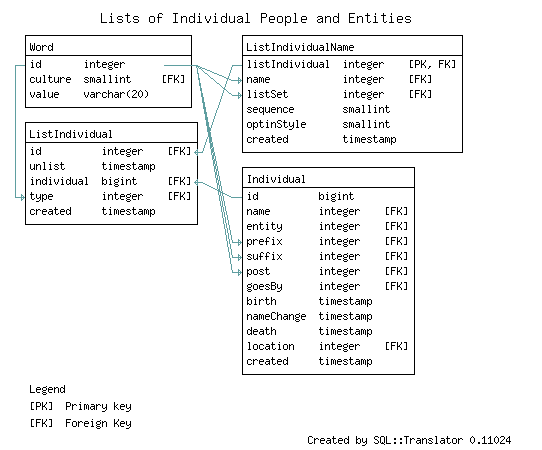 Lists of Individual People and Entities
Word
id integer
culture smallint [FK]
value varchar(20)
ListIndividualName
listIndividual integer [PK, FK]
name integer [FK]
listSet integer [FK]
sequence smallint
optinStyle smallint
created timestamp
ListIndividual
id integer [FK]
unlist timestamp
individual bigint [FK]
type integer [FK]
created timestamp
Individual
id bigint
name integer [FK]
entity integer [FK]
prefix integer [FK]
suffix integer [FK]
post integer [FK]
goesBy integer [FK]
birth timestamp
nameChange timestamp
death timestamp
location integer [FK]
created timestamp
Legend
[PK] Primary key
[FK] Foreign Key
Created by SQL::Translator 0.11024